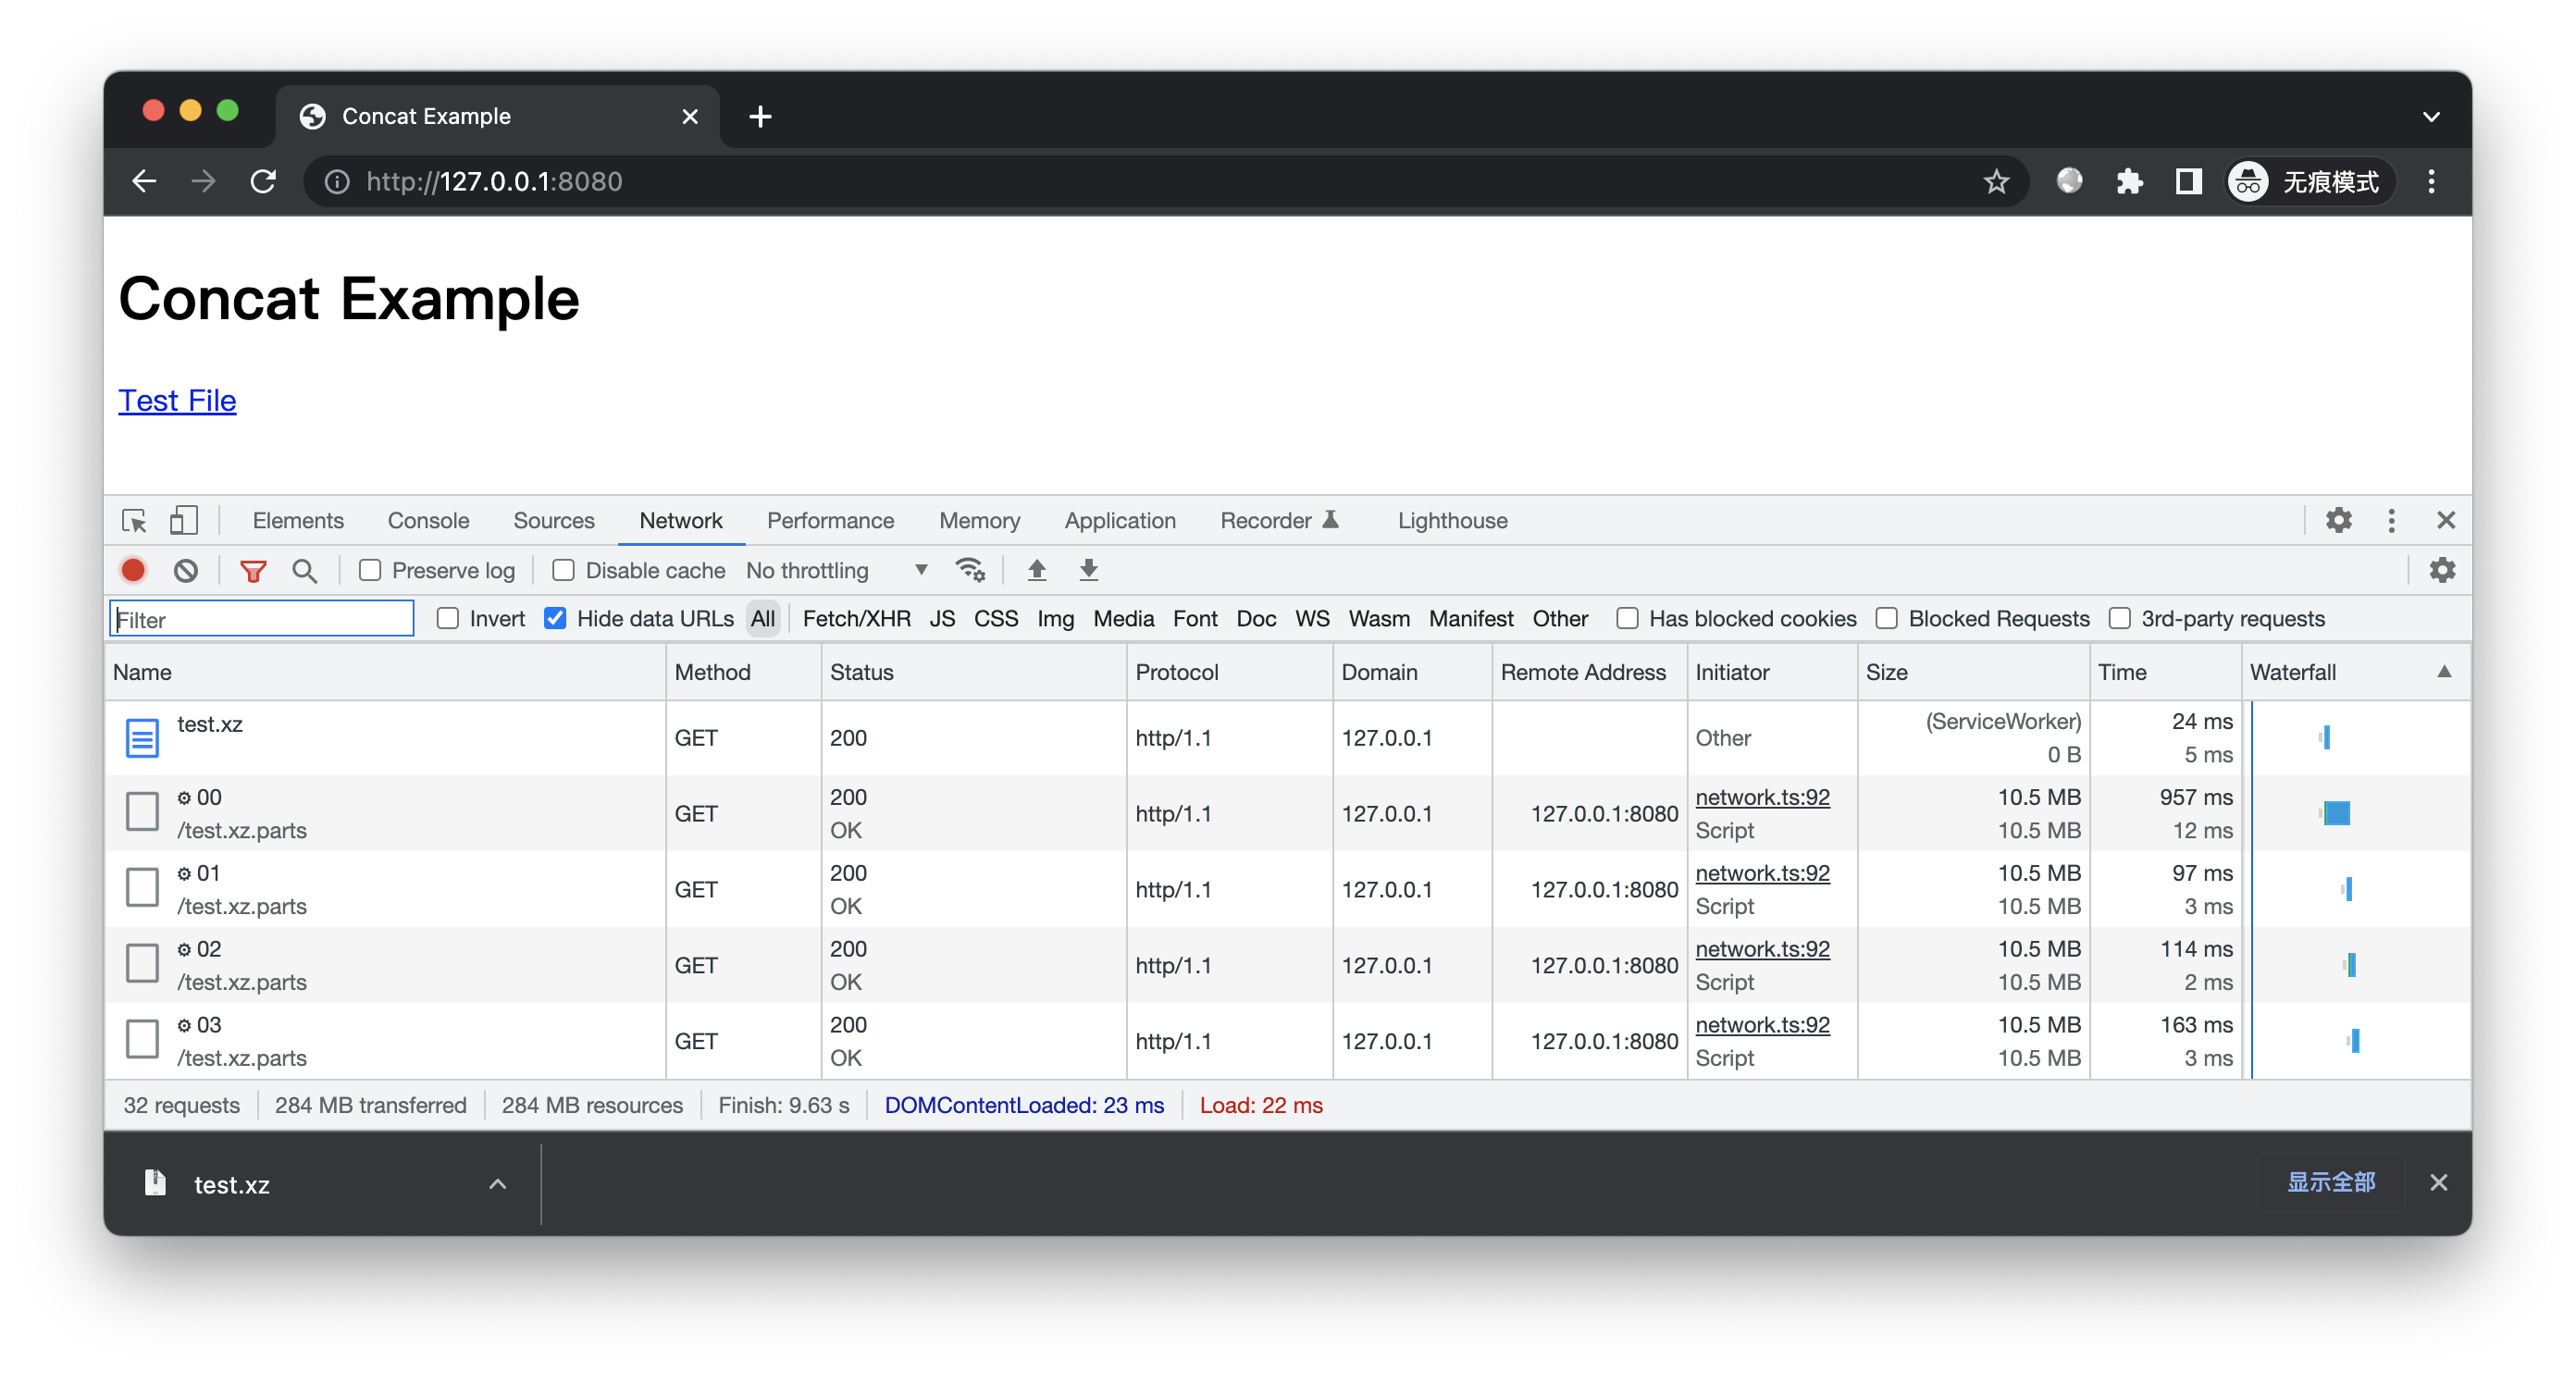 Concat Example
http://127.0.0.1:8080
无痕模式
Concat Example
Test File
Elements Console Sources Network Performance Memory Application Recorder Lighthouse
Preserve log Disable cache No throttling
Filter Invert Hide data URLs All Fetch/XHR JS CSS Img Media Font Doc WS Wasm Manifest Other Has blocked cookies Blocked Requests 3rd-party requests
Name Method Status Protocol Domain Remote Address Initiator Size Time Waterfall
test.xz GET 200 http/1.1 127.0.0.1 Other (ServiceWorker) 24 ms
0 B 5 ms
00 GET 200 http/1.1 127.0.0.1 127.0.0.1:8080 network.ts:92 10.5 MB 957 ms
/test.xz.parts OK Script 10.5 MB 12 ms
01 GET 200 http/1.1 127.0.0.1 127.0.0.1:8080 network.ts:92 10.5 MB 97 ms
/test.xz.parts OK Script 10.5 MB 3 ms
02 GET 200 http/1.1 127.0.0.1 127.0.0.1:8080 network.ts:92 10.5 MB 114 ms
/test.xz.parts OK Script 10.5 MB 2 ms
03 GET 200 http/1.1 127.0.0.1 127.0.0.1:8080 network.ts:92 10.5 MB 163 ms
/test.xz.parts OK Script 10.5 MB 3 ms
32 requests 284 MB transferred 284 MB resources Finish: 9.63 s DOMContentLoaded: 23 ms Load: 22 ms
test.xz 显示全部